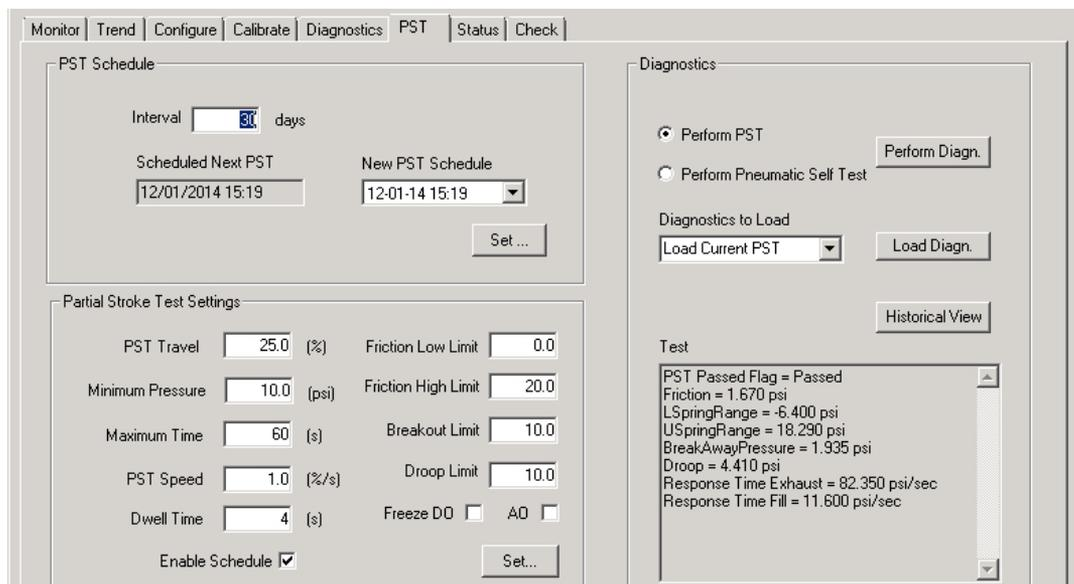 Monitor Trend Configure Calibrate Diagnostics PST Status Check
PST Schedule
Interval 30 days
Scheduled Next PST
12/01/2014 15:19
New PST Schedule
12-01-14 15:19
Set ...
Partial Stroke Test Settings
PST Travel 25.0 (%)
Minimum Pressure 10.0 (psi)
Maximum Time 60 (s)
PST Speed 1.0 (%/s)
Dwell Time 4 (s)
Enable Schedule
Friction Low Limit 0.0
Friction High Limit 20.0
Breakout Limit 10.0
Droop Limit 10.0
Freeze DO AO
Set...
Diagnostics
Perform PST
Perform Pneumatic Self Test
Perform Diagn.
Diagnostics to Load
Load Current PST
Load Diagn.
Historical View
Test
PST Passed Flag = Passed
Friction = 1.670 psi
LSpringRange = -6.400 psi
USpringRange = 18.290 psi
BreakAwayPressure = 1.935 psi
Droop = 4.410 psi
Response Time Exhaust = 82.350 psi/sec
Response Time Fill = 11.600 psi/sec